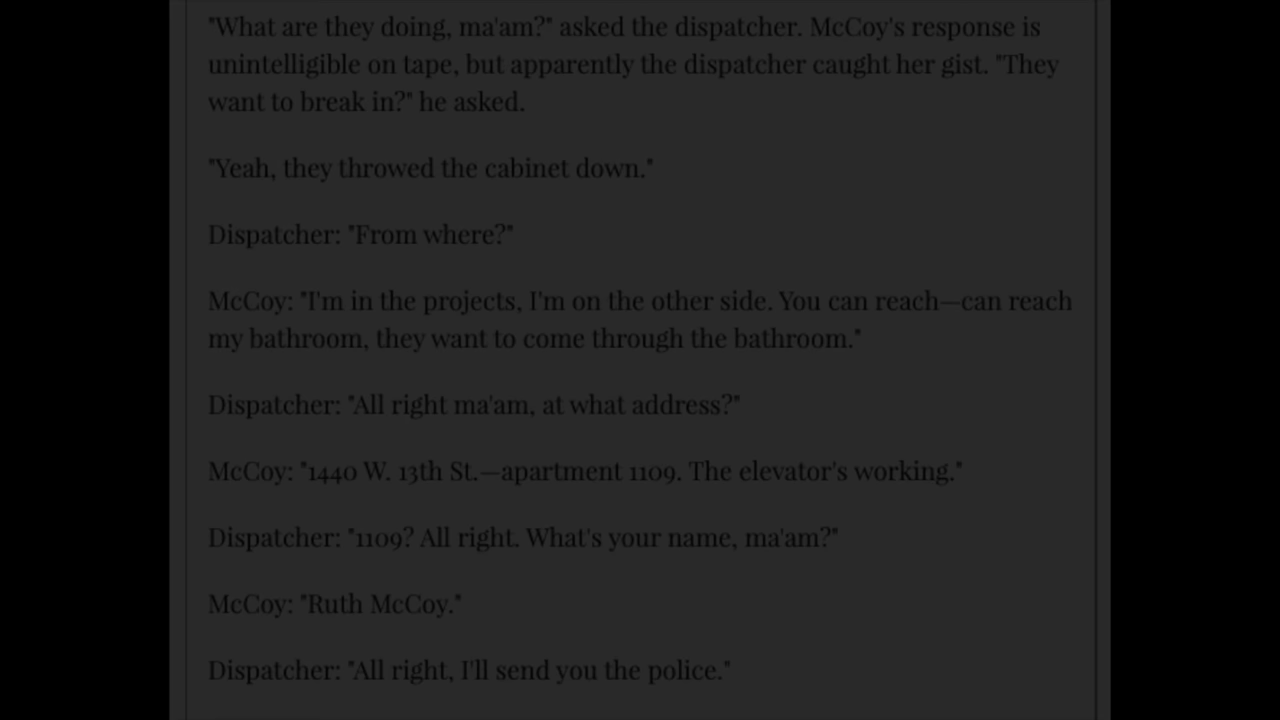 "What are they doing, ma'am?" asked the dispatcher. McCoy's response is
unintelligible on tape, but apparently the dispatcher caught her gist. "They
want to break in?" he asked.
"Yeah, they throwed the cabinet down."
Dispatcher: "From where?"
McCoy: "I'm in the projects, I'm on the other side. You can reach—can reach
my bathroom, they want to come through the bathroom."
Dispatcher: "All right ma'am, at what address?"
McCoy: "1440 W. 13th St.—apartment 1109. The elevator's working."
Dispatcher: "1109? All right. What's your name, ma'am?"
McCoy: "Ruth McCoy."
Dispatcher: "All right, I'll send you the police."